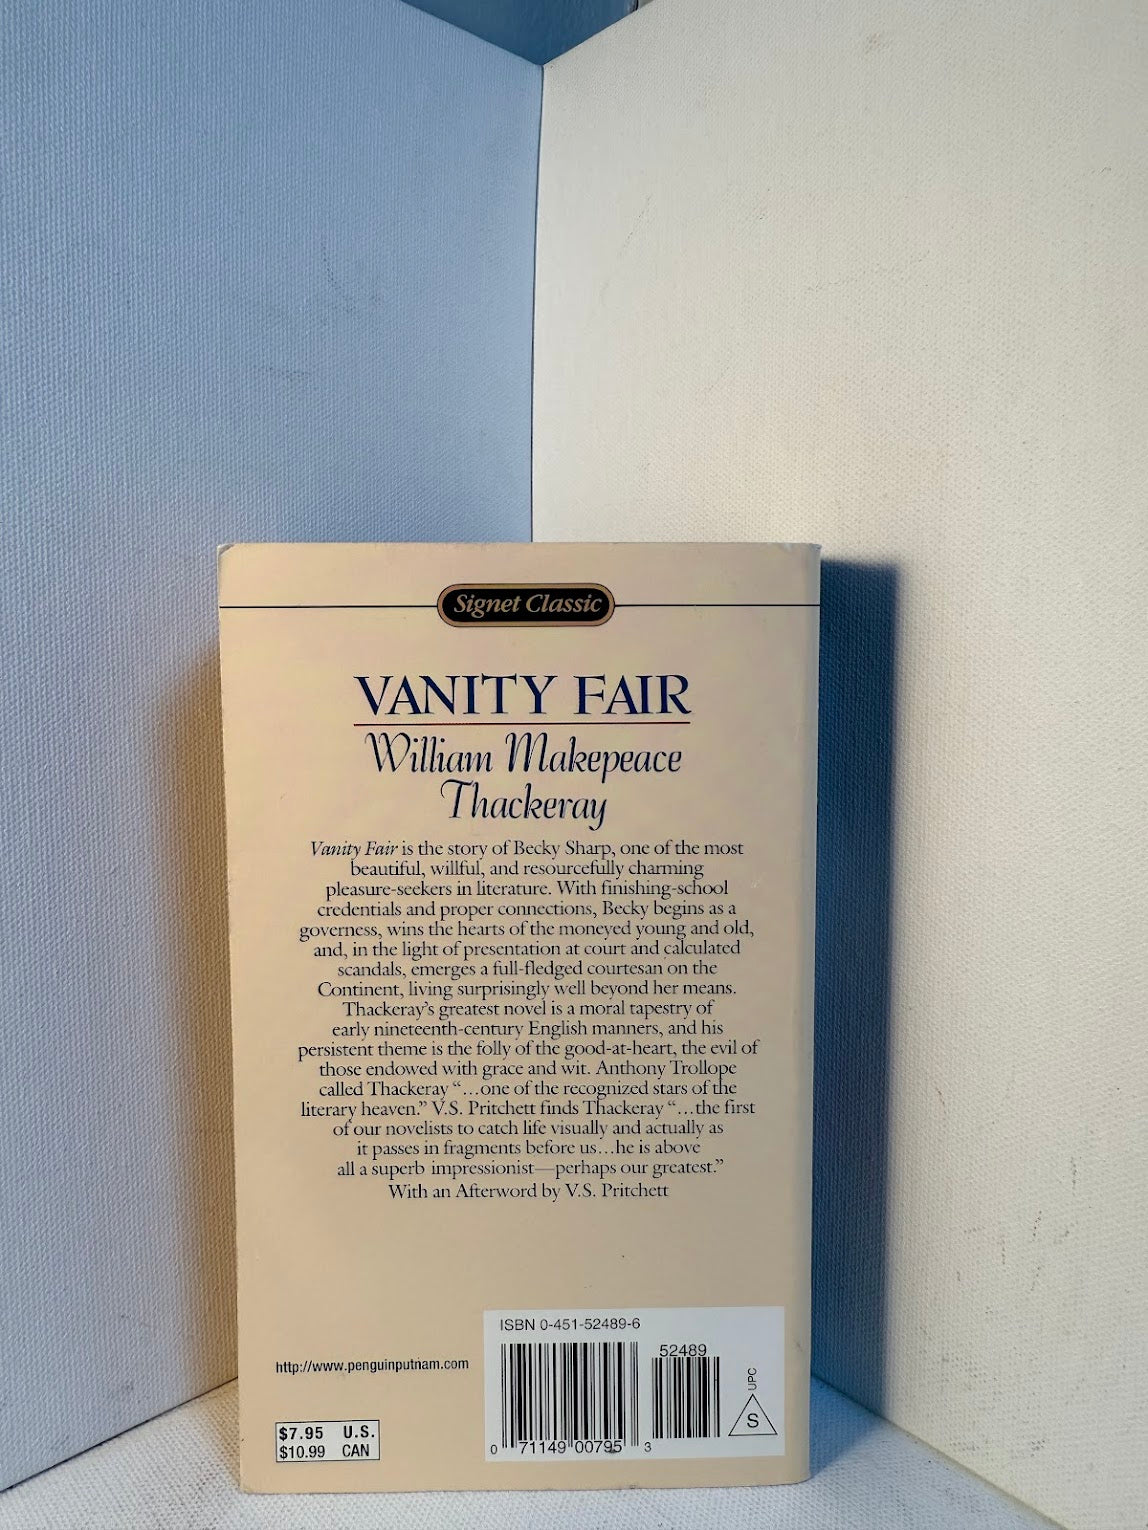 Signet Classic
VANITY FAIR
William Makepeace
Thackeray
Vanity Fair is the story of Becky Sharp, one of the most
beautiful, willful, and resourcefully charming
pleasure-seekers in literature. With finishing-school
credentials and proper connections, Becky begins as a
governess, wins the hearts of the moneyed young and old,
and, in the light of presentation at court and calculated
scandals, emerges a full-fledged courtesan on the
Continent, living surprisingly well beyond her means.
Thackeray's greatest novel is a moral tapestry of
early nineteenth-century English manners, and his
persistent theme is the folly of the good-at-heart, the evil of
those endowed with grace and wit. Anthony Trollope
called Thackeray “…one of the recognized stars of the
literary heaven.” V.S. Pritchett finds Thackeray “…the first
of our novelists to catch life visually and actually as
it passes in fragments before us…he is above
all a superb impressionist—perhaps our greatest.”
With an Afterword by V.S. Pritchett
ISBN 0-451-52489-6
52489
http://www.penguinputnam.com
UPC
S
$7.95 U.S.
$10.99 CAN
0 71149 00795 3